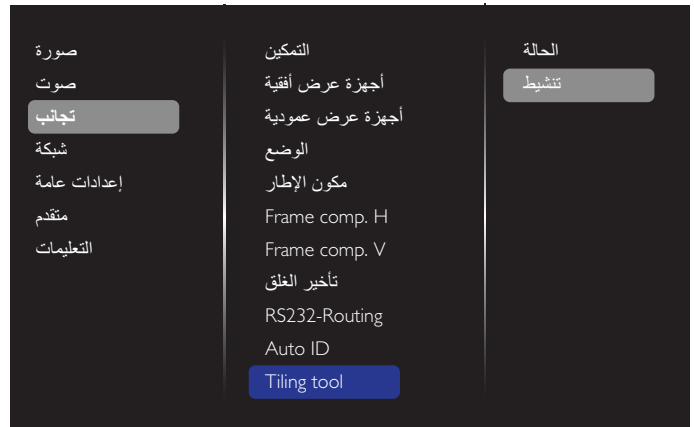 صورة
صوت
تجانب
شبكة
إعدادات عامة
متقدم
التعليمات
التمكين
أجهزة عرض أفقية
أجهزة عرض عمودية
الوضع
مكون الإطار
Frame comp. H
Frame comp. V
تأخير الغلق
RS232-Routing
Auto ID
Tiling tool
الحالة
تنشيط